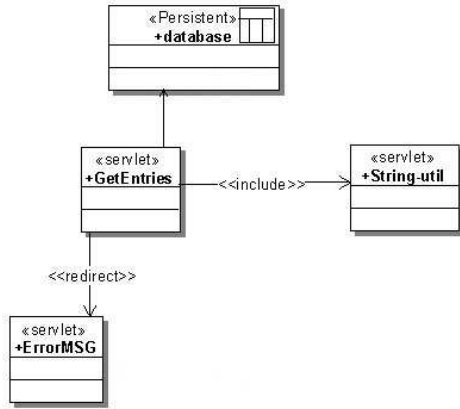 «Persistent»
+database
«servlet»
+GetEntries
<<include>>
«servlet»
+String-util
<<redirect>>
«servlet»
+ErrorMSG